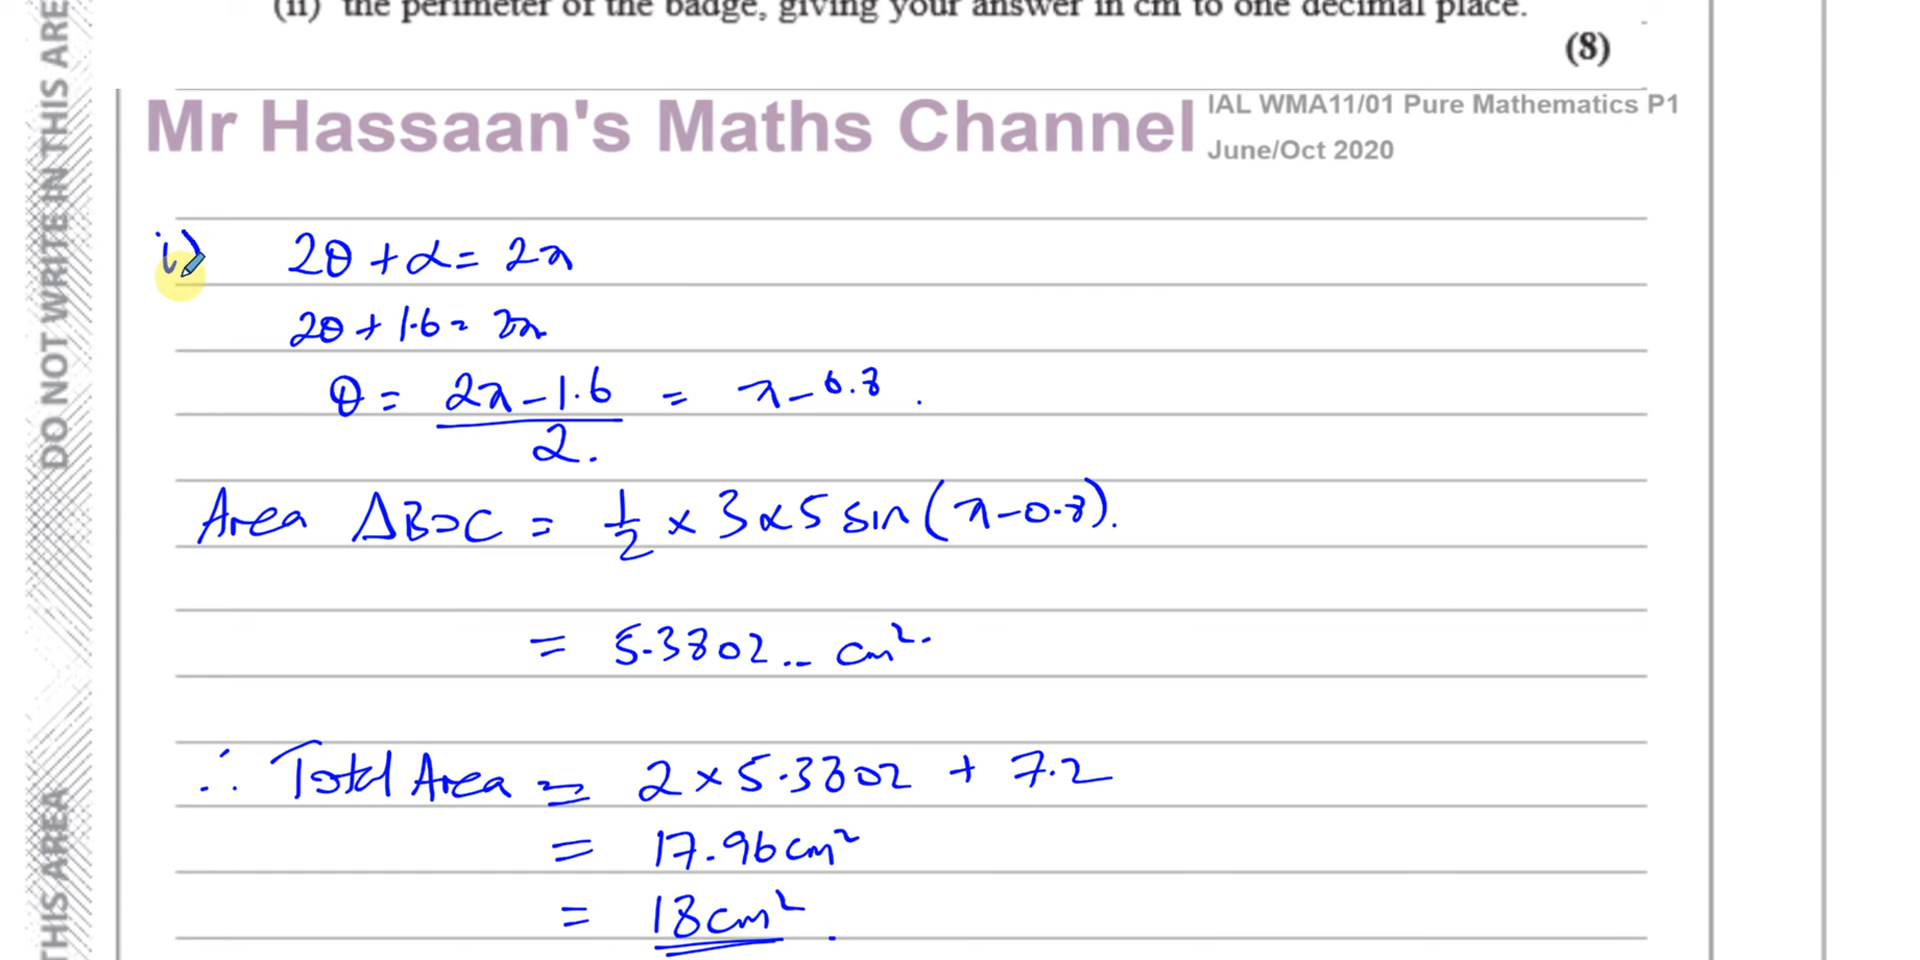 (ii) the perimeter of the badge, giving your answer in cm to one decimal place.
(8)
Mr Hassaan's Maths Channel
IAL WMA11/01 Pure Mathematics P1
June/Oct 2020
i) 2θ + α = 2π
2θ + 1.6 = 2π
θ = 2π - 1.6 / 2. = π - 0.8.
Area ΔBOC = 1/2 × 3 × 5 sin(π - 0.8).
= 5.3802.. cm².
∴ Total Area = 2 × 5.3802 + 7.2
= 17.96 cm²
= 18 cm².
DO NOT WRITE IN THIS ARE
THIS AREA